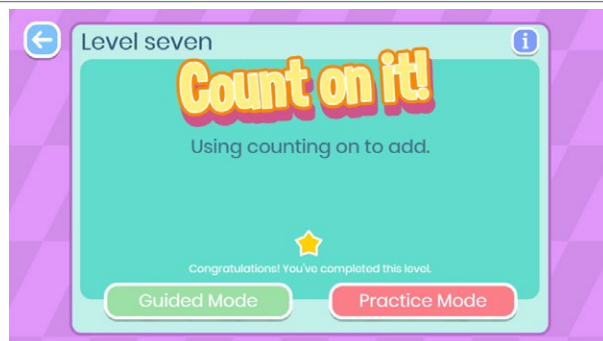 Level seven
Count on it!
Using counting on to add.
Congratulations! You've completed this level.
Guided Mode
Practice Mode